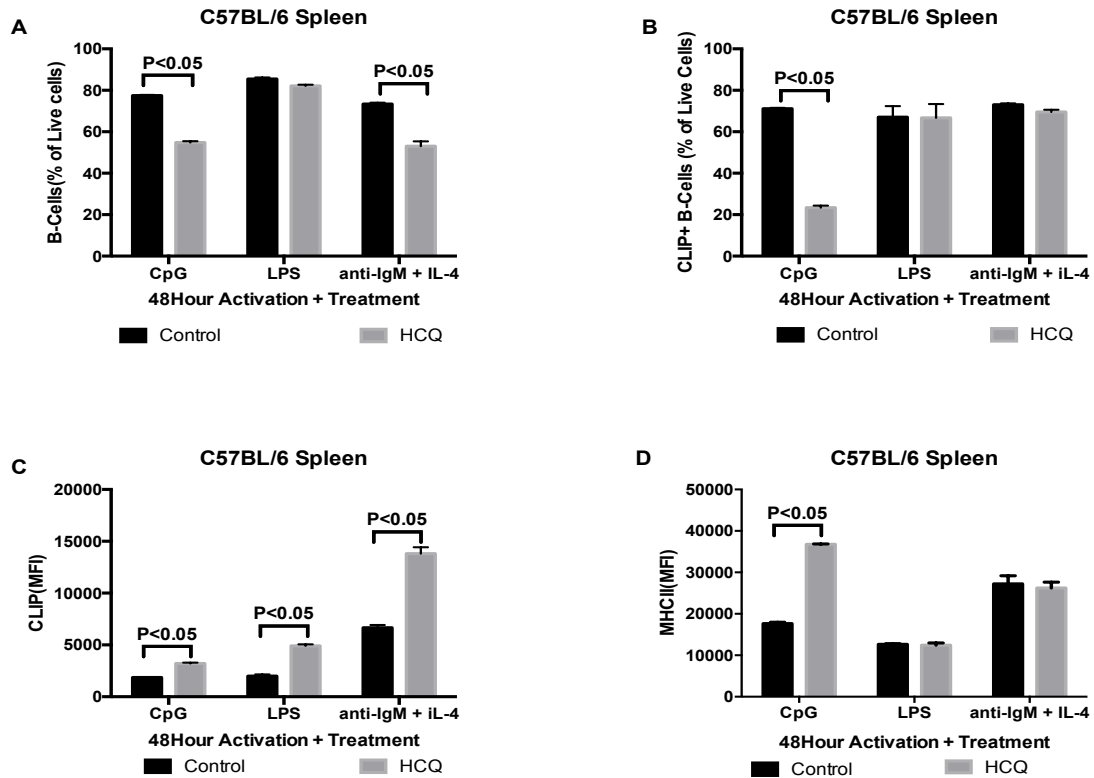 A
C57BL/6 Spleen
B-Cells(% of Live cells)
100
80
60
40
20
0
P<0.05
P<0.05
CpG
LPS
anti-IgM + IL-4
48Hour Activation + Treatment
Control
HCQ
B
C57BL/6 Spleen
CLIP+ B-Cells (% of Live Cells)
100
80
60
40
20
0
P<0.05
CpG
LPS
anti-IgM + iL-4
48Hour Activation + Treatment
Control
HCQ
C
C57BL/6 Spleen
CLIP(MFI)
20000
15000
10000
5000
0
P<0.05
P<0.05
P<0.05
CpG
LPS
anti-IgM + iL-4
48Hour Activation + Treatment
Control
HCQ
D
C57BL/6 Spleen
MHCII(MFI)
50000
40000
30000
20000
10000
0
P<0.05
CpG
LPS
anti-IgM + IL-4
48Hour Activation + Treatment
Control
HCQ